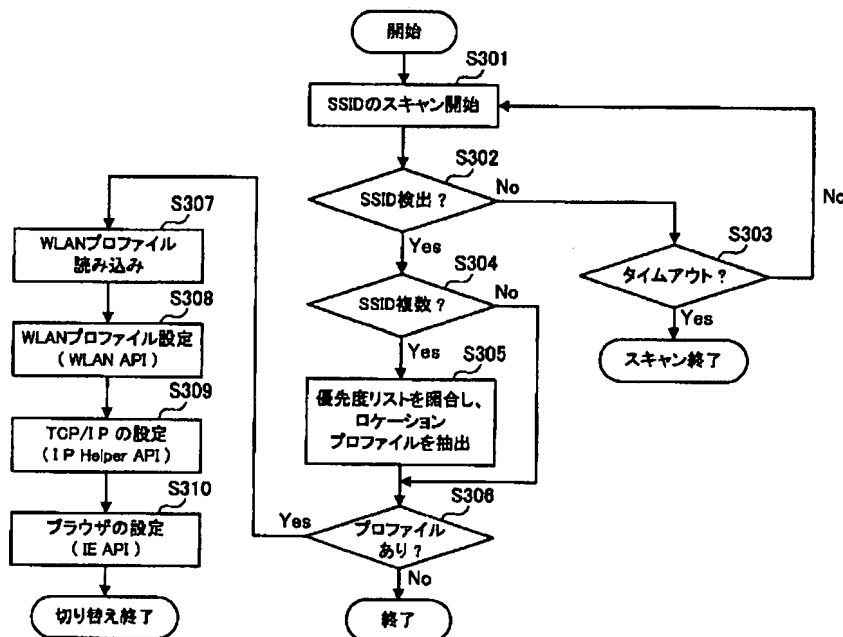 開始
S301
SSIDのスキャン開始
S302
SSID検出？
No
No
S307
WLANプロファイル
読み込み
Yes
S303
タイムアウト？
S304
SSID複数？
No
Yes
スキャン終了
S308
WLANプロファイル設定
( WLAN API )
Yes
S305
優先度リストを照合し、
ロケーション
プロファイルを抽出
S309
TCP/IP の設定
( IP Helper API )
S310
ブラウザの設定
( IE API )
Yes
S306
プロファイル
あり？
No
切り替え終了
終了